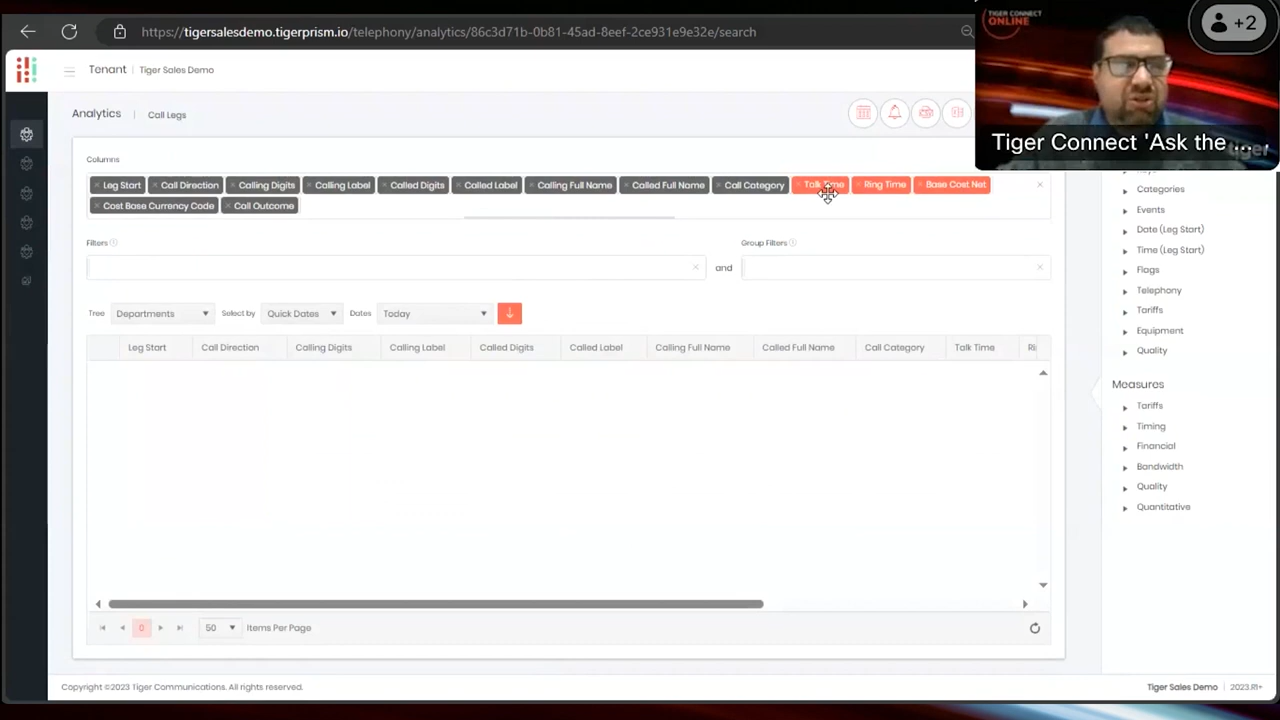 https://tigersalesdemo.tigerprism.io/telephony/analytics/86c3d71b-0b81-45ad-8eef-2ce931e9e32e/search
TIGER CONNECT
ONLINE
+2
Tiger Connect 'Ask the ...
Tenant | Tiger Sales Demo
Analytics | Call Legs
Columns
× Leg Start × Call Direction × Calling Digits × Calling Label × Called Digits × Called Label × Calling Full Name × Called Full Name × Call Category × Talk Time × Ring Time × Base Cost Net
× Cost Base Currency Code × Call Outcome
Filters
Group Filters
and
Tree Departments Select by Quick Dates Dates Today
Leg Start Call Direction Calling Digits Calling Label Called Digits Called Label Calling Full Name Called Full Name Call Category Talk Time Ri
0 50 Items Per Page
Categories
Events
Date (Leg Start)
Time (Leg Start)
Flags
Telephony
Tariffs
Equipment
Quality
Measures
Tariffs
Timing
Financial
Bandwidth
Quality
Quantitative
Copyright ©2023 Tiger Communications. All rights reserved.
Tiger Sales Demo | 2023.R1+